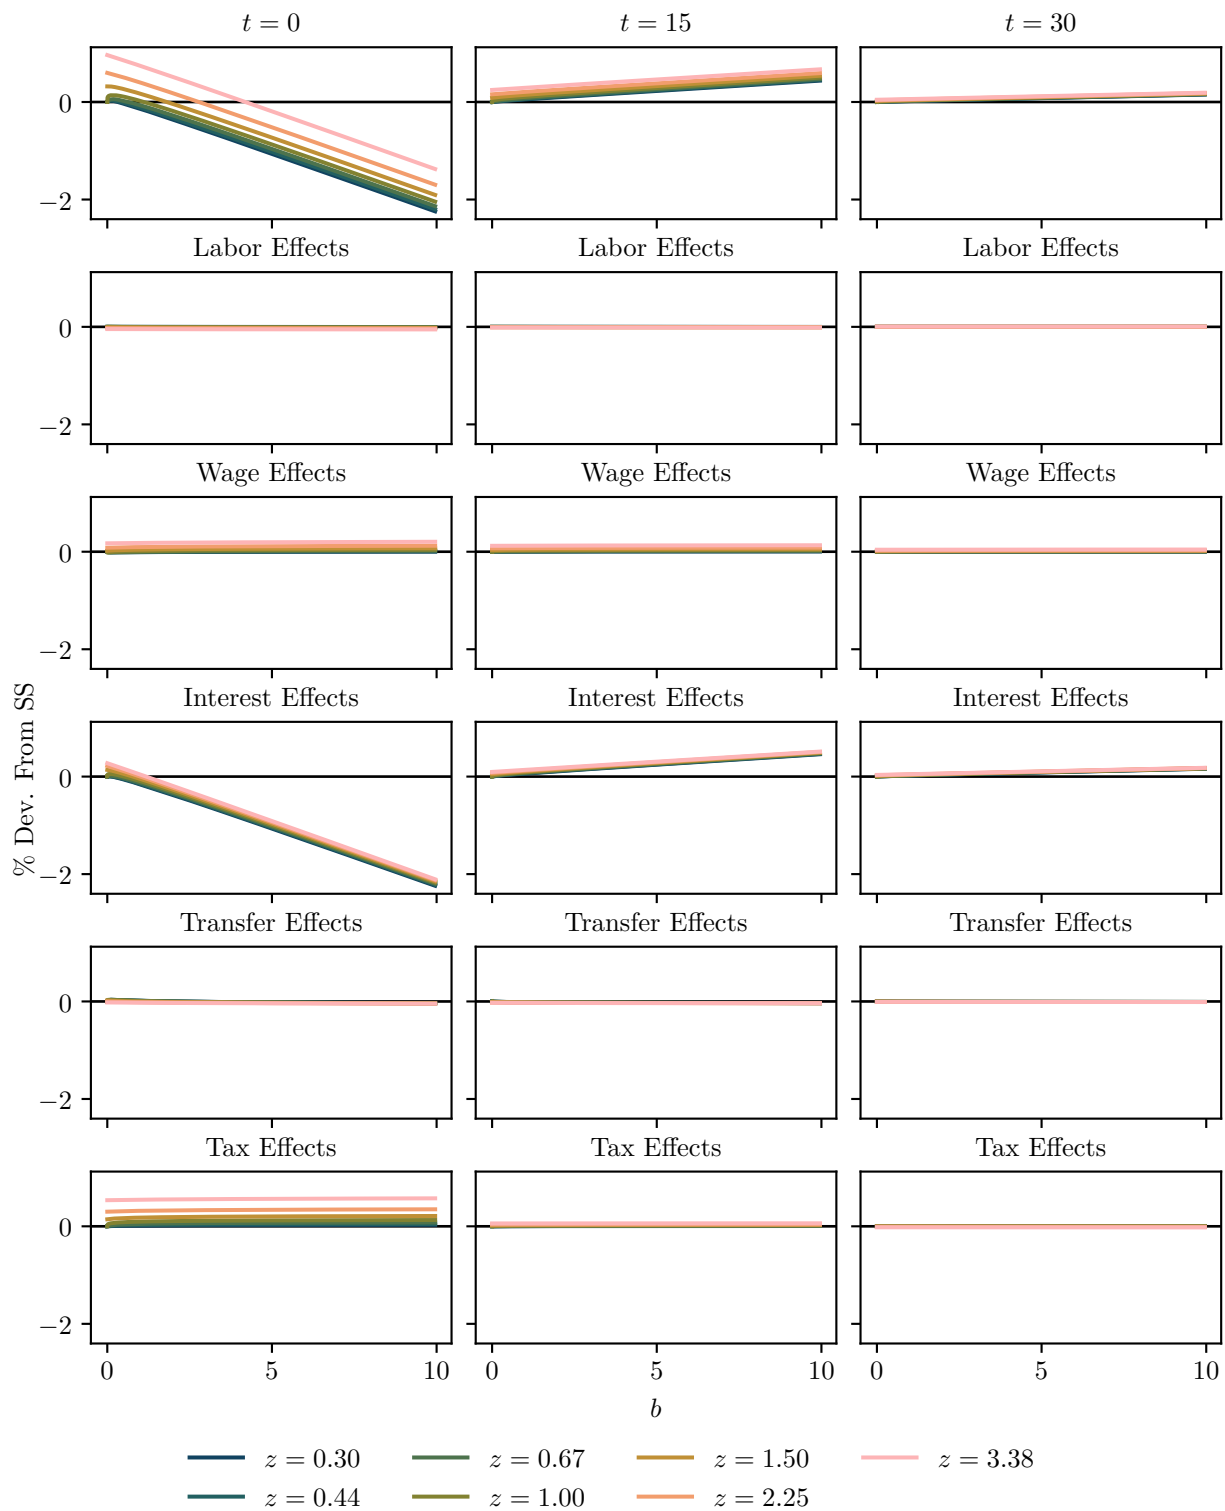 t = 0 t = 15 t = 30
0
−2
Labor Effects Labor Effects Labor Effects
0
−2
Wage Effects Wage Effects Wage Effects
0
−2
Interest Effects Interest Effects Interest Effects
0
−2
% Dev. From SS
Transfer Effects Transfer Effects Transfer Effects
0
−2
Tax Effects Tax Effects Tax Effects
0
−2
0 5 10 0 5 10 0 5 10
b
z = 0.30 z = 0.67 z = 1.50 z = 3.38
z = 0.44 z = 1.00 z = 2.25